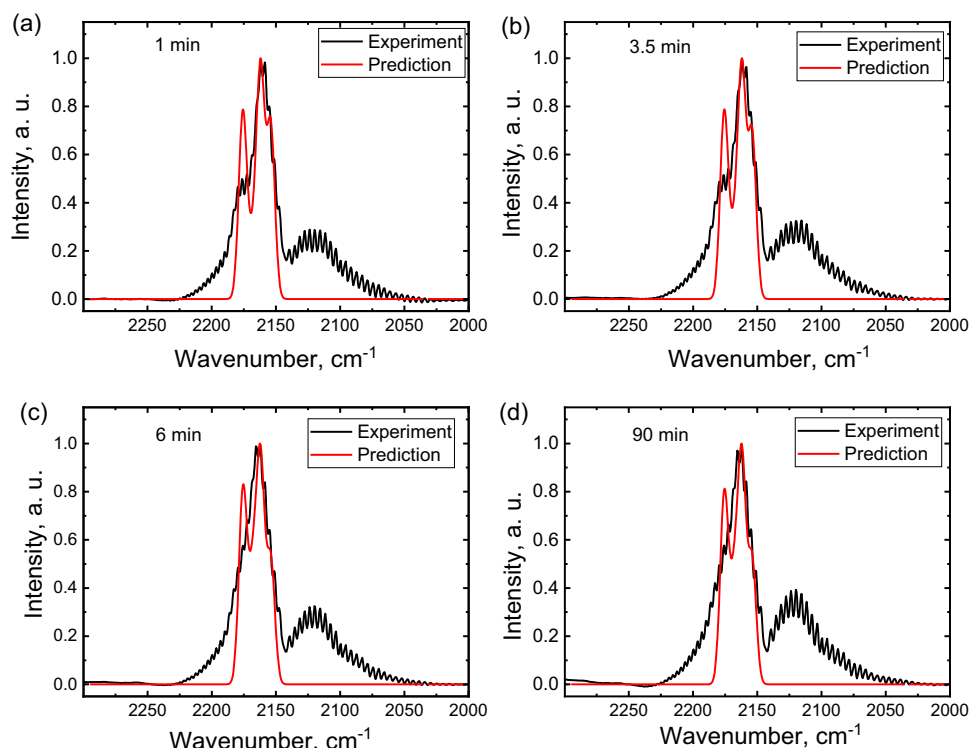 (a)
1 min
Experiment
Prediction
Intensity, a. u.
1.0
0.8
0.6
0.4
0.2
0.0
2250 2200 2150 2100 2050 2000
Wavenumber, cm-1
(b)
3.5 min
Experiment
Prediction
Intensity, a. u.
1.0
0.8
0.6
0.4
0.2
0.0
2250 2200 2150 2100 2050 2000
Wavenumber, cm-1
(c)
6 min
Experiment
Prediction
Intensity, a. u.
1.0
0.8
0.6
0.4
0.2
0.0
2250 2200 2150 2100 2050 2000
Wavenumber, cm-1
(d)
90 min
Experiment
Prediction
Intensity, a. u.
1.0
0.8
0.6
0.4
0.2
0.0
2250 2200 2150 2100 2050 2000
Wavenumber, cm-1